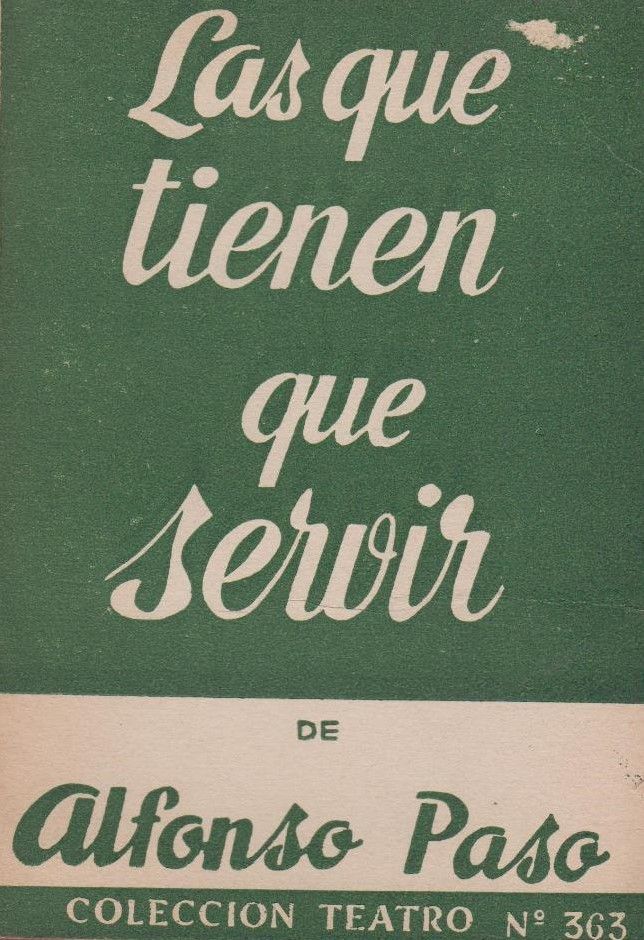 Las que
tienen
que
servir
DE
Alfonso Paso
COLECCION TEATRO Nº 363